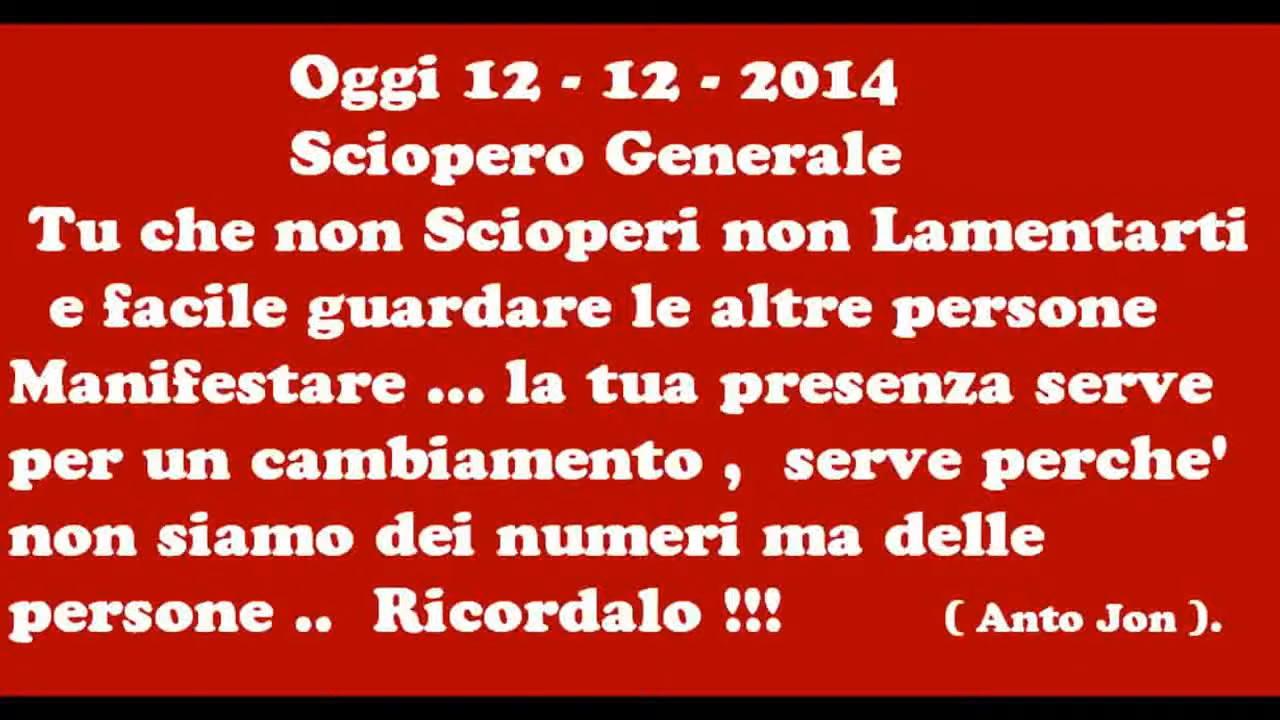 Oggi 12 - 12 - 2014
Sciopero Generale
Tu che non Scioperi non Lamentarti
e facile guardare le altre persone
Manifestare ... la tua presenza serve
per un cambiamento , serve perche'
non siamo dei numeri ma delle
persone .. Ricordalo !!! ( Anto Jon ).